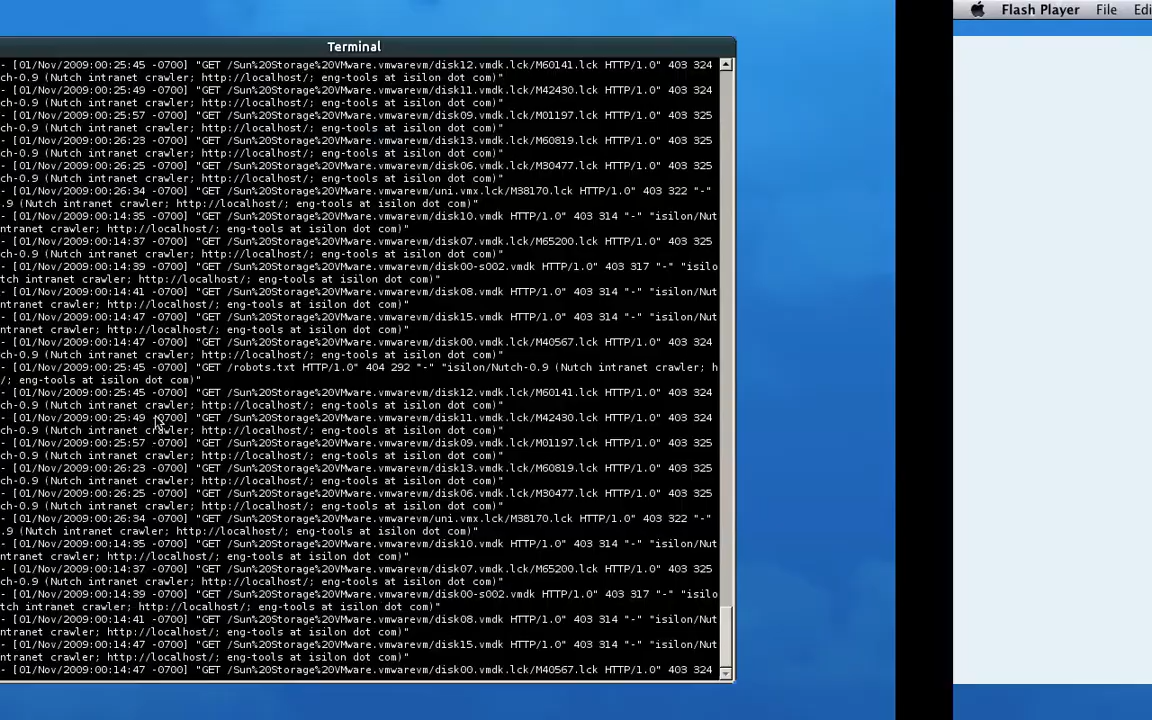 Flash Player File Edi
Terminal
- [01/Nov/2009:00:25:45 -0700] "GET /Sun%20Storage%20VMware.vmwarevm/disk12.vmdk.lck/M60141.lck HTTP/1.0" 403 324
ch-0.9 (Nutch intranet crawler; http://localhost/; eng-tools at isilon dot com)"
- [01/Nov/2009:00:25:49 -0700] "GET /Sun%20Storage%20VMware.vmwarevm/disk11.vmdk.lck/M42430.lck HTTP/1.0" 403 324
ch-0.9 (Nutch intranet crawler; http://localhost/; eng-tools at isilon dot com)"
- [01/Nov/2009:00:25:57 -0700] "GET /Sun%20Storage%20VMware.vmwarevm/disk09.vmdk.lck/M01197.lck HTTP/1.0" 403 325
ch-0.9 (Nutch intranet crawler; http://localhost/; eng-tools at isilon dot com)"
- [01/Nov/2009:00:26:23 -0700] "GET /Sun%20Storage%20VMware.vmwarevm/disk13.vmdk.lck/M60819.lck HTTP/1.0" 403 325
ch-0.9 (Nutch intranet crawler; http://localhost/; eng-tools at isilon dot com)"
- [01/Nov/2009:00:26:25 -0700] "GET /Sun%20Storage%20VMware.vmwarevm/disk06.vmdk.lck/M30477.lck HTTP/1.0" 403 325
ch-0.9 (Nutch intranet crawler; http://localhost/; eng-tools at isilon dot com)"
- [01/Nov/2009:00:26:34 -0700] "GET /Sun%20Storage%20VMware.vmwarevm/uni.vmx.lck/M38170.lck HTTP/1.0" 403 322 "-"
.9 (Nutch intranet crawler; http://localhost/; eng-tools at isilon dot com)"
- [01/Nov/2009:00:14:35 -0700] "GET /Sun%20Storage%20VMware.vmwarevm/disk10.vmdk HTTP/1.0" 403 314 "-" "isilon/Nut
ntranet crawler; http://localhost/; eng-tools at isilon dot com)"
- [01/Nov/2009:00:14:37 -0700] "GET /Sun%20Storage%20VMware.vmwarevm/disk07.vmdk.lck/M65200.lck HTTP/1.0" 403 325
ch-0.9 (Nutch intranet crawler; http://localhost/; eng-tools at isilon dot com)"
- [01/Nov/2009:00:14:39 -0700] "GET /Sun%20Storage%20VMware.vmwarevm/disk00-s002.vmdk HTTP/1.0" 403 317 "-" "isilo
tch intranet crawler; http://localhost/; eng-tools at isilon dot com)"
- [01/Nov/2009:00:14:41 -0700] "GET /Sun%20Storage%20VMware.vmwarevm/disk08.vmdk HTTP/1.0" 403 314 "-" "isilon/Nut
ntranet crawler; http://localhost/; eng-tools at isilon dot com)"
- [01/Nov/2009:00:14:47 -0700] "GET /Sun%20Storage%20VMware.vmwarevm/disk15.vmdk HTTP/1.0" 403 314 "-" "isilon/Nut
ntranet crawler; http://localhost/; eng-tools at isilon dot com)"
- [01/Nov/2009:00:14:47 -0700] "GET /Sun%20Storage%20VMware.vmwarevm/disk00.vmdk.lck/M40567.lck HTTP/1.0" 403 324
ch-0.9 (Nutch intranet crawler; http://localhost/; eng-tools at isilon dot com)"
- [01/Nov/2009:00:25:45 -0700] "GET /robots.txt HTTP/1.0" 404 292 "-" "isilon/Nutch-0.9 (Nutch intranet crawler; h
/; eng-tools at isilon dot com)"
- [01/Nov/2009:00:25:45 -0700] "GET /Sun%20Storage%20VMware.vmwarevm/disk12.vmdk.lck/M60141.lck HTTP/1.0" 403 324
ch-0.9 (Nutch intranet crawler; http://localhost/; eng-tools at isilon dot com)"
- [01/Nov/2009:00:25:49 -0700] "GET /Sun%20Storage%20VMware.vmwarevm/disk11.vmdk.lck/M42430.lck HTTP/1.0" 403 324
ch-0.9 (Nutch intranet crawler; http://localhost/; eng-tools at isilon dot com)"
- [01/Nov/2009:00:25:57 -0700] "GET /Sun%20Storage%20VMware.vmwarevm/disk09.vmdk.lck/M01197.lck HTTP/1.0" 403 325
ch-0.9 (Nutch intranet crawler; http://localhost/; eng-tools at isilon dot com)"
- [01/Nov/2009:00:26:23 -0700] "GET /Sun%20Storage%20VMware.vmwarevm/disk13.vmdk.lck/M60819.lck HTTP/1.0" 403 325
ch-0.9 (Nutch intranet crawler; http://localhost/; eng-tools at isilon dot com)"
- [01/Nov/2009:00:26:25 -0700] "GET /Sun%20Storage%20VMware.vmwarevm/disk06.vmdk.lck/M30477.lck HTTP/1.0" 403 325
ch-0.9 (Nutch intranet crawler; http://localhost/; eng-tools at isilon dot com)"
- [01/Nov/2009:00:26:34 -0700] "GET /Sun%20Storage%20VMware.vmwarevm/uni.vmx.lck/M38170.lck HTTP/1.0" 403 322 "-"
.9 (Nutch intranet crawler; http://localhost/; eng-tools at isilon dot com)"
- [01/Nov/2009:00:14:35 -0700] "GET /Sun%20Storage%20VMware.vmwarevm/disk10.vmdk HTTP/1.0" 403 314 "-" "isilon/Nut
ntranet crawler; http://localhost/; eng-tools at isilon dot com)"
- [01/Nov/2009:00:14:37 -0700] "GET /Sun%20Storage%20VMware.vmwarevm/disk07.vmdk.lck/M65200.lck HTTP/1.0" 403 325
ch-0.9 (Nutch intranet crawler; http://localhost/; eng-tools at isilon dot com)"
- [01/Nov/2009:00:14:39 -0700] "GET /Sun%20Storage%20VMware.vmwarevm/disk00-s002.vmdk HTTP/1.0" 403 317 "-" "isilo
tch intranet crawler; http://localhost/; eng-tools at isilon dot com)"
- [01/Nov/2009:00:14:41 -0700] "GET /Sun%20Storage%20VMware.vmwarevm/disk08.vmdk HTTP/1.0" 403 314 "-" "isilon/Nut
ntranet crawler; http://localhost/; eng-tools at isilon dot com)"
- [01/Nov/2009:00:14:47 -0700] "GET /Sun%20Storage%20VMware.vmwarevm/disk15.vmdk HTTP/1.0" 403 314 "-" "isilon/Nut
ntranet crawler; http://localhost/; eng-tools at isilon dot com)"
- [01/Nov/2009:00:14:47 -0700] "GET /Sun%20Storage%20VMware.vmwarevm/disk00.vmdk.lck/M40567.lck HTTP/1.0" 403 324